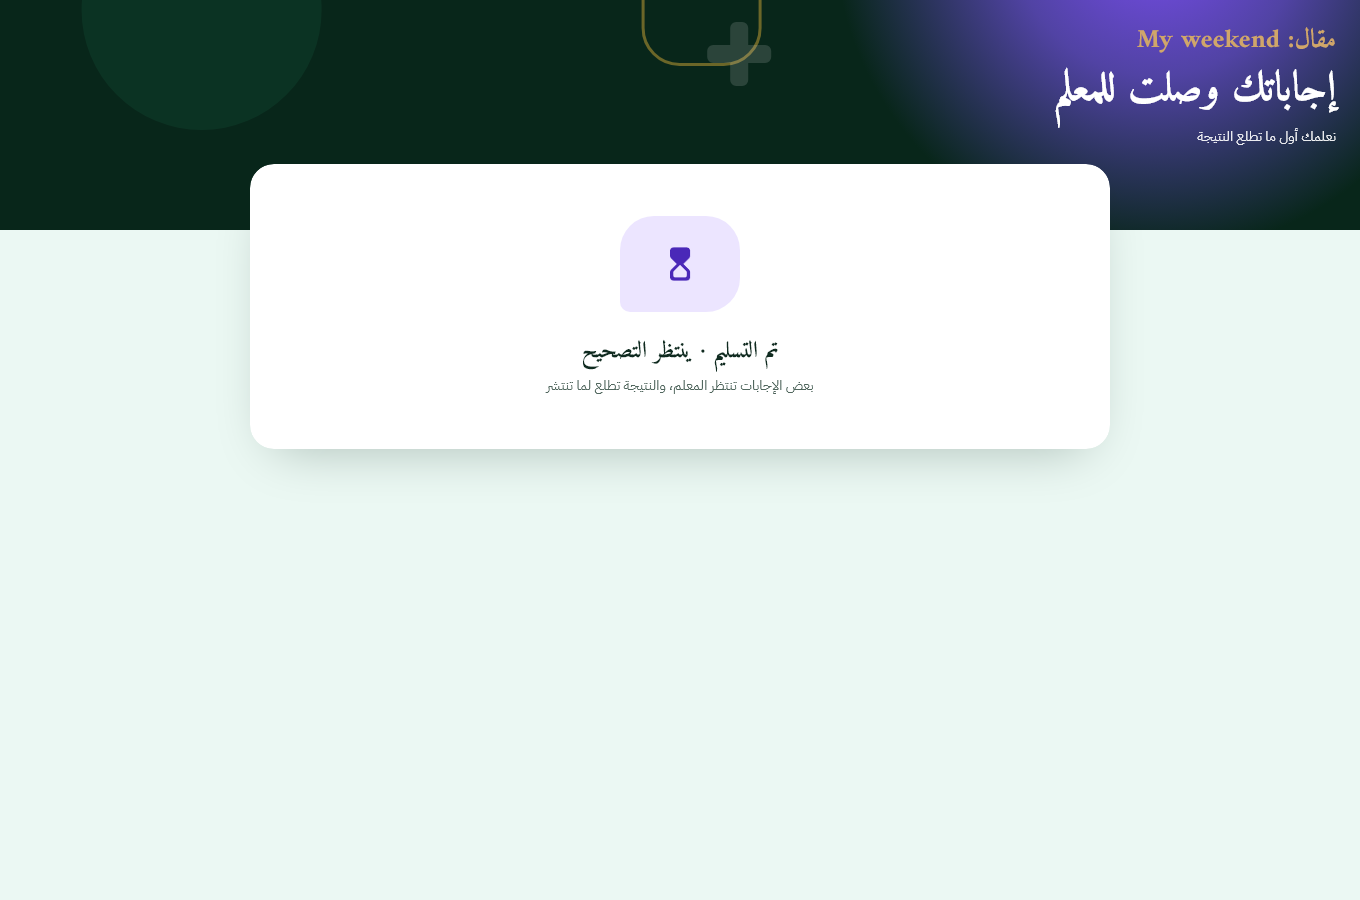 مقال: My weekend
إجاباتك وصلت للمعلم
نعلمك أول ما تطلع النتيجة
تم التسليم · ينتظر التصحيح
بعض الإجابات تنتظر المعلم، والنتيجة تطلع لما تنتشر